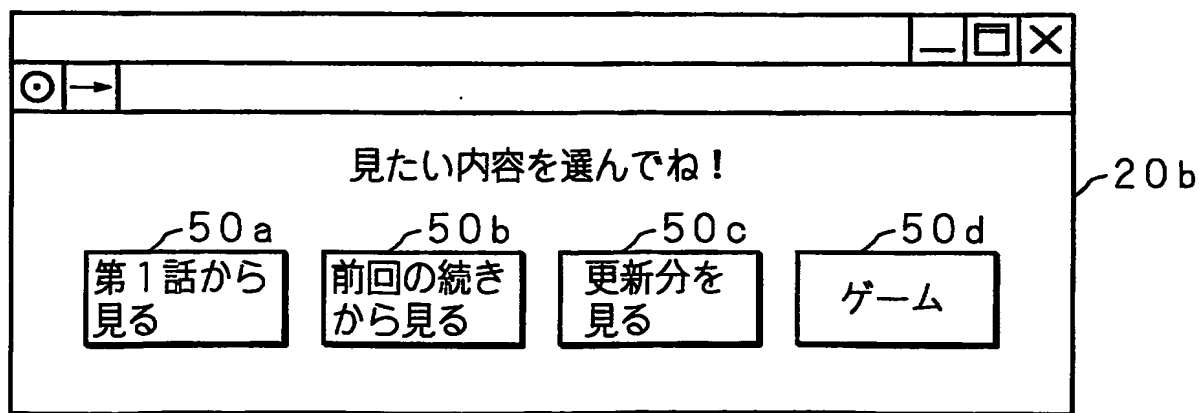 見たい内容を選んでね！
20b
50a
50b
50c
50d
第1話から
見る
前回の続き
から見る
更新分を
見る
ゲーム